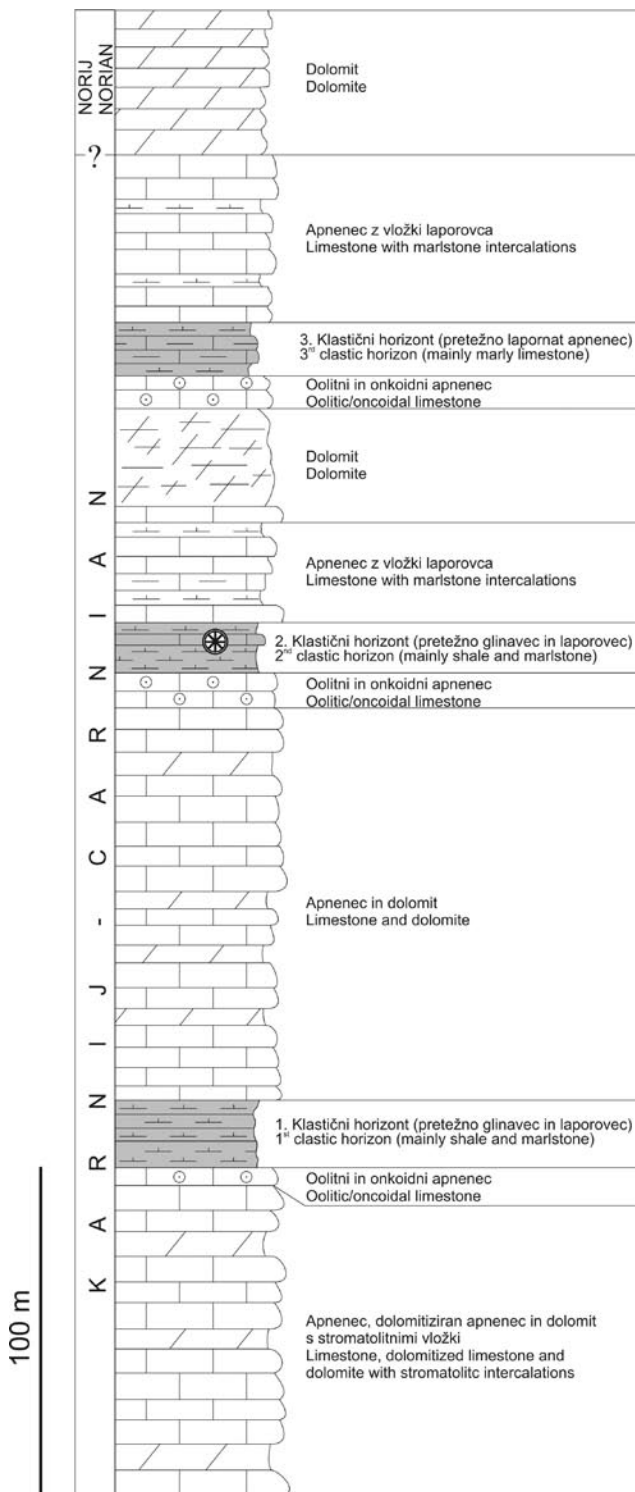 NORIJ
NORIAN
Dolomit
Dolomite
?
Apnenec z vložki laporovca
Limestone with marlstone intercalations
3. Klastični horizont (pretežno lapornat apnenec)
3rd clastic horizon (mainly marly limestone)
Oolitni in onkoidni apnenec
Oolitic/oncoidal limestone
Dolomit
Dolomite
Apnenec z vložki laporovca
Limestone with marlstone intercalations
2. Klastični horizont (pretežno glinavec in laporovec)
2nd clastic horizon (mainly shale and marlstone)
Oolitni in onkoidni apnenec
Oolitic/oncoidal limestone
KARNIJ - CARNIAN
Apnenec in dolomit
Limestone and dolomite
1. Klastični horizont (pretežno glinavec in laporovec)
1st clastic horizon (mainly shale and marlstone)
Oolitni in onkoidni apnenec
Oolitic/oncoidal limestone
100 m
Apnenec, dolomitiziran apnenec in dolomit
s stromatolitnimi vložki
Limestone, dolomitized limestone and
dolomite with stromatolitc intercalations